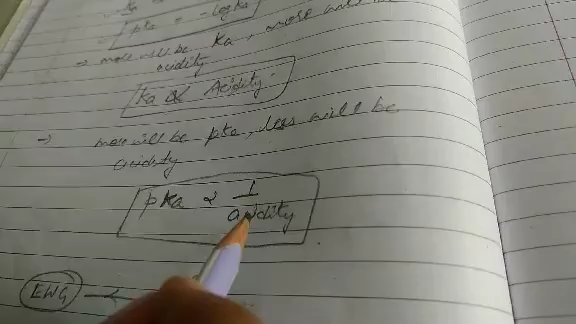 Ka
pka = -logka
→ more will be Ka, more will be
acidity
Ka ∝ Acidity
→ more will be pka, less will be
acidity
pka ∝ 1
acidity
EWG